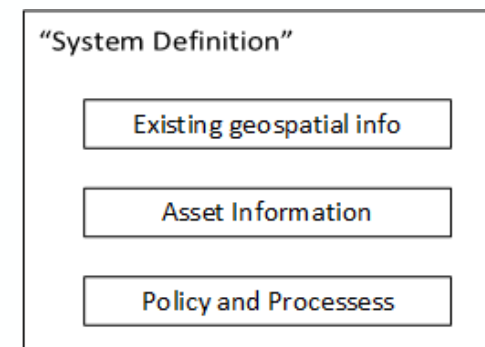 “System Definition”
Existing geospatial info
Asset Information
Policy and Processess